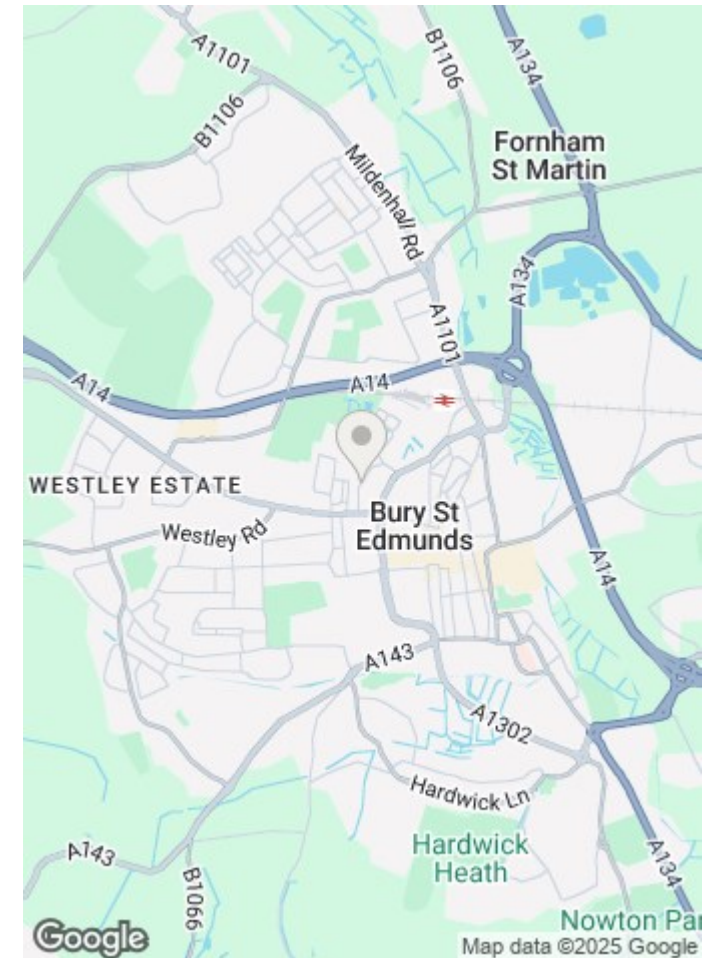 A1101
B1106
A134
B1106
Fornham
St Martin
Mildenhall Rd
A134
A1101
A14
A14
WESTLEY ESTATE
Bury St
Edmunds
Westley Rd
A14
A143
A1302
Hardwick Ln
Hardwick
Heath
A143
B1066
A134
Nowton Par
Google
Map data ©2025 Google